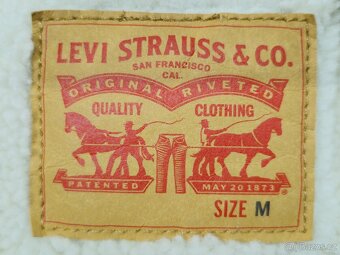 LEVI STRAUSS & CO.
SAN FRANCISCO
CAL.
ORIGINAL RIVETED
QUALITY CLOTHING
PATENTED MAY 20 1873
SIZE M